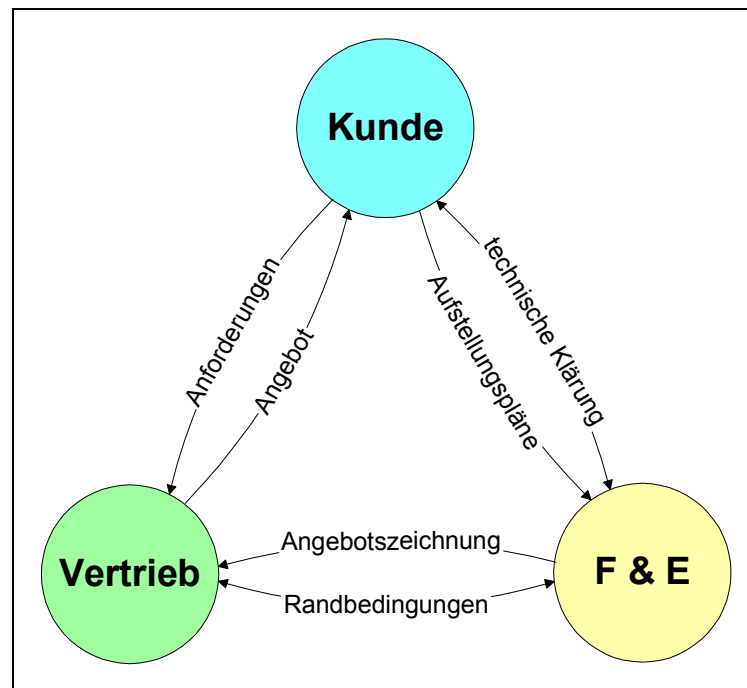 Kunde
Anforderungen
Angebot
Aufstellungspläne
technische Klärung
Vertrieb
Angebotszeichnung
Randbedingungen
F & E